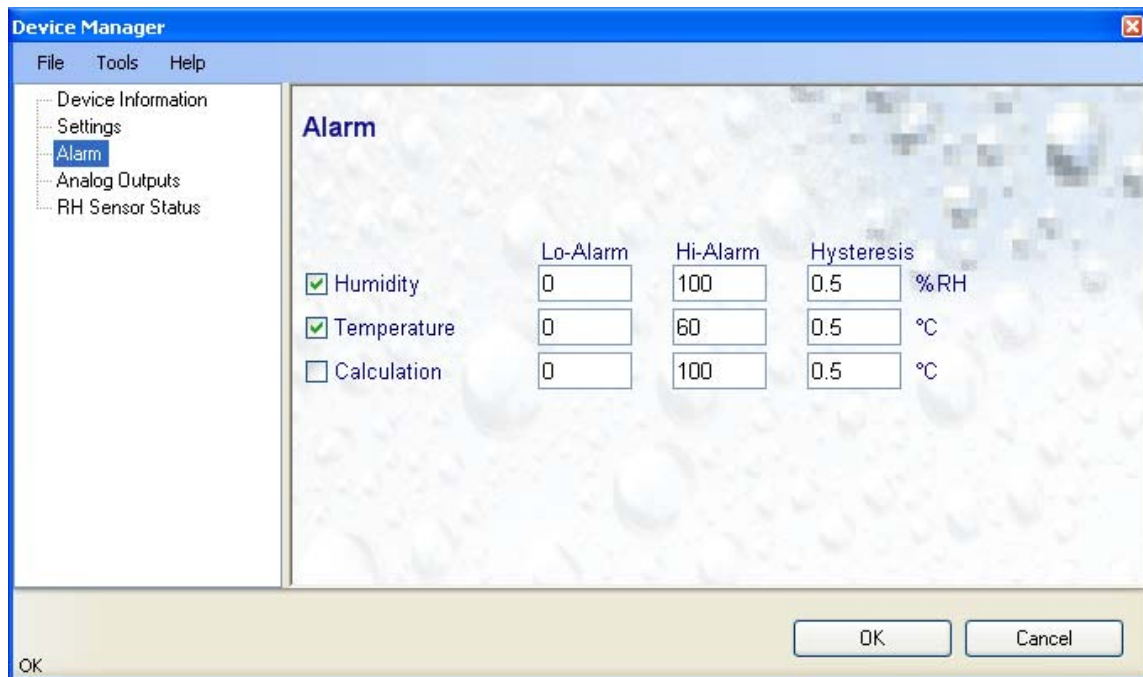 Device Manager
File Tools Help
Device Information
Settings
Alarm
Analog Outputs
RH Sensor Status
Alarm
Lo-Alarm Hi-Alarm Hysteresis
Humidity 0 100 0.5 %RH
Temperature 0 60 0.5 °C
Calculation 0 100 0.5 °C
OK Cancel
OK